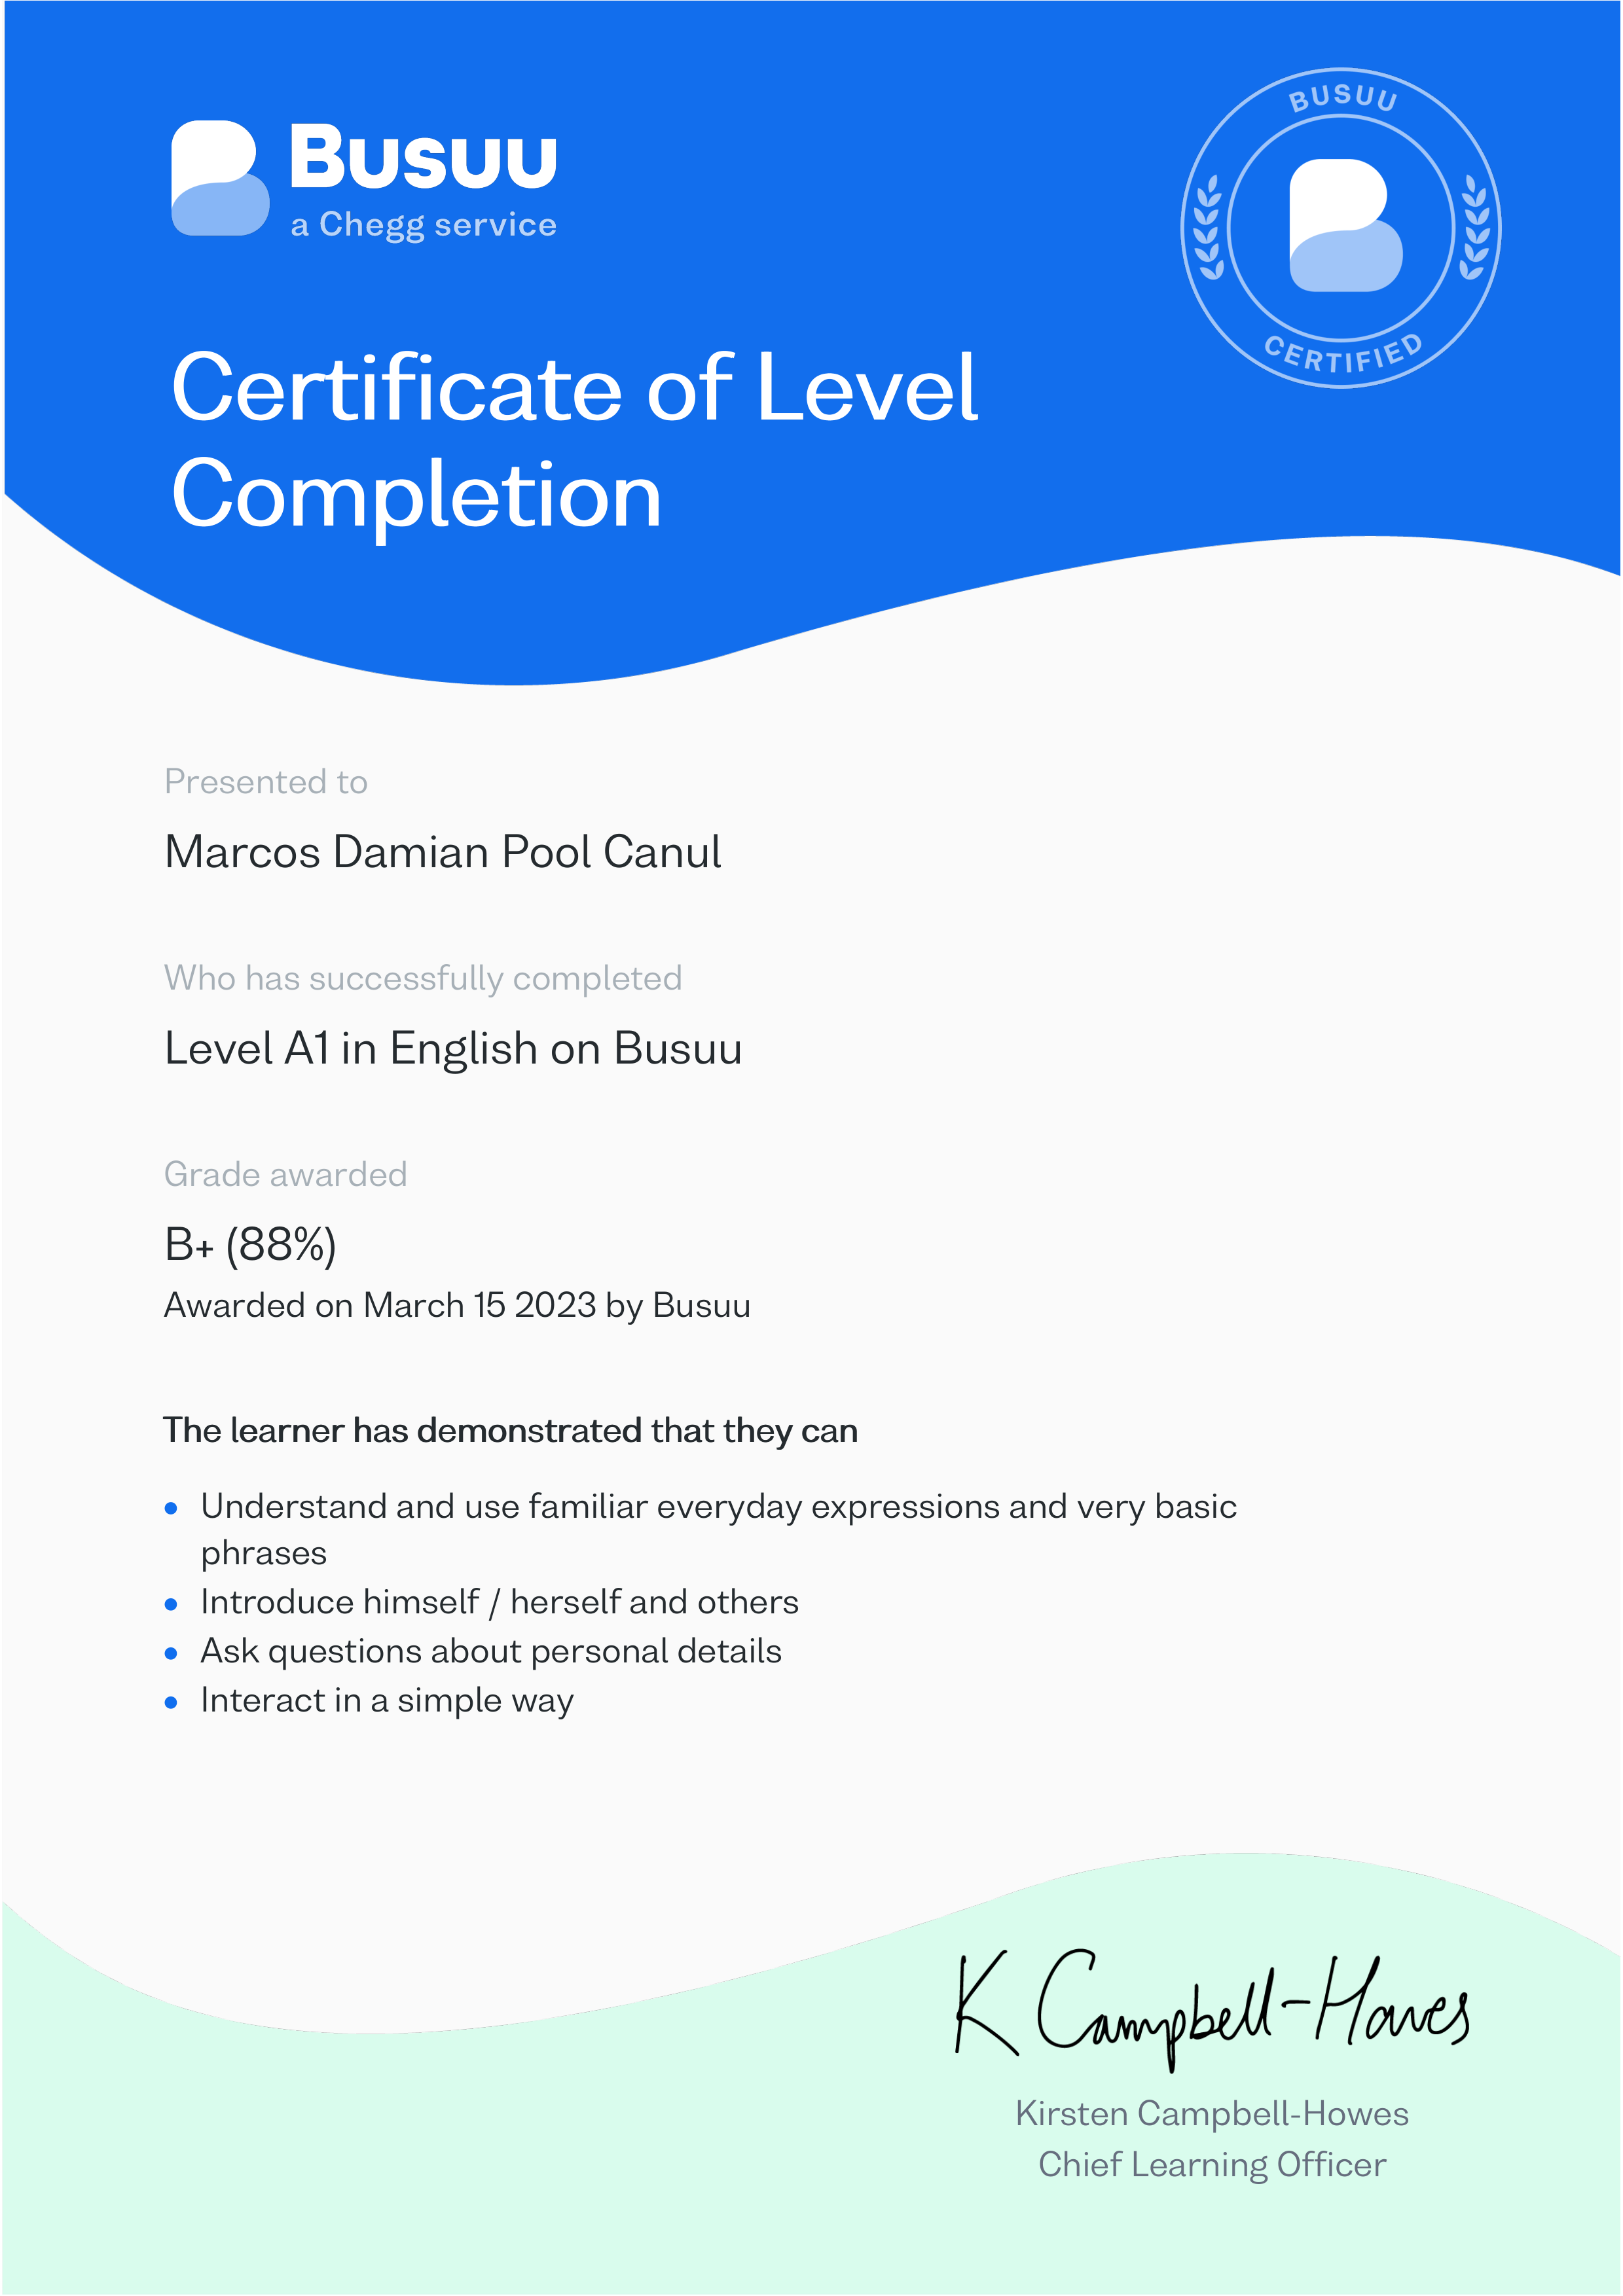 Busuu
a Chegg service
BUSUU
CERTIFIED
Certificate of Level
Completion
Presented to
Marcos Damian Pool Canul
Who has successfully completed
Level A1 in English on Busuu
Grade awarded
B+ (88%)
Awarded on March 15 2023 by Busuu
The learner has demonstrated that they can
• Understand and use familiar everyday expressions and very basic
phrases
• Introduce himself / herself and others
• Ask questions about personal details
• Interact in a simple way
K Campbell-Howes
Kirsten Campbell-Howes
Chief Learning Officer